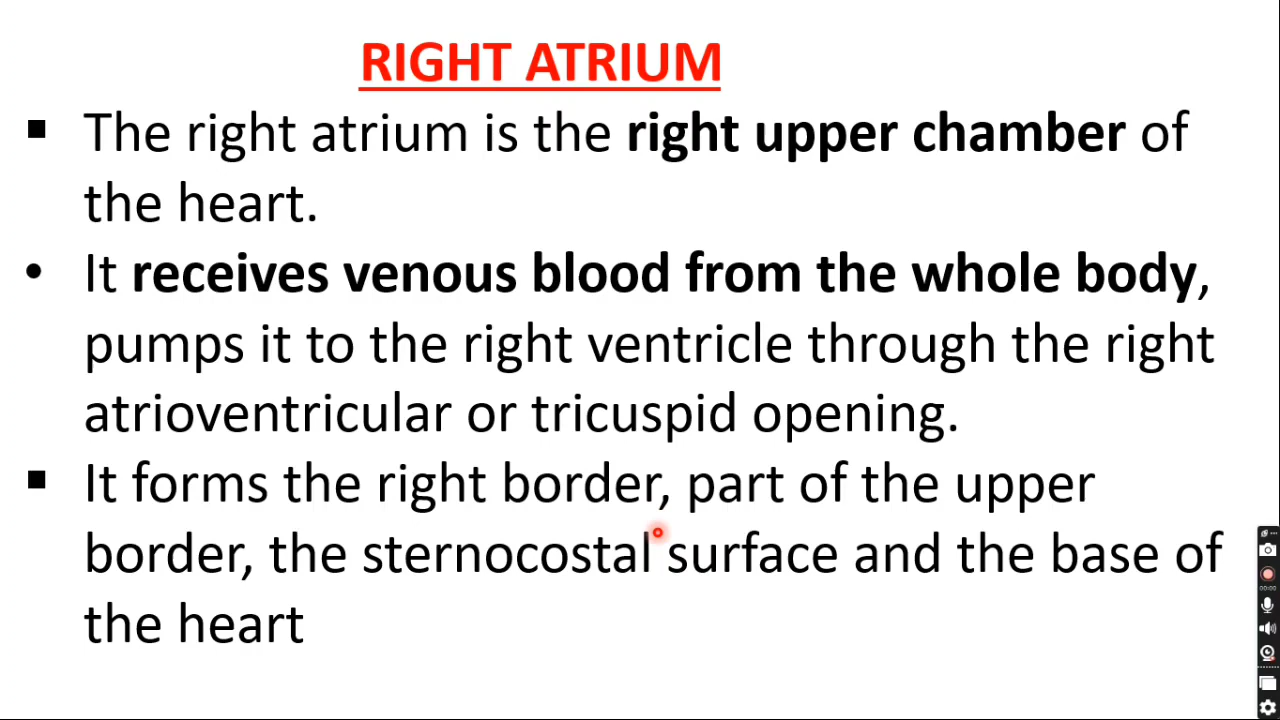 RIGHT ATRIUM
▪ The right atrium is the right upper chamber of
the heart.
• It receives venous blood from the whole body,
pumps it to the right ventricle through the right
atrioventricular or tricuspid opening.
▪ It forms the right border, part of the upper
border, the sternocostal surface and the base of
the heart
00:00